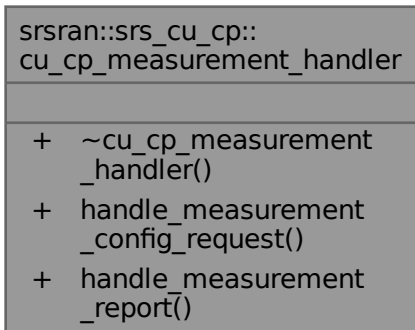 srsran::srs_cu_cp::
cu_cp_measurement_handler
+ ~cu_cp_measurement
_handler()
+ handle_measurement
_config_request()
+ handle_measurement
_report()